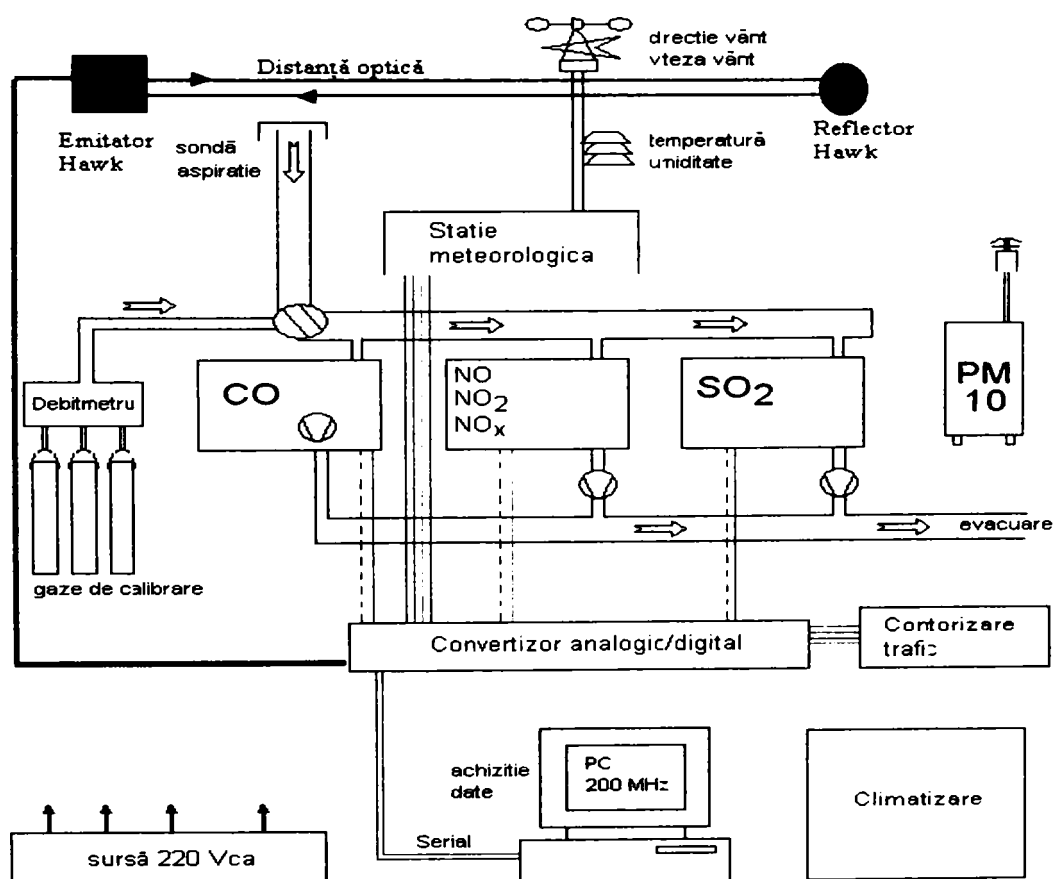 drectie vânt
vteza vânt
Distanţă optică
Emitator
Hawk
sondă
aspiratie
temperatură
uniditate
Reflector
Hawk
Statie
meteorologica
CO
NO
NO2
NOx
SO2
PM
10
Debitmetru
gaze de calibrare
evacuare
Convertizor analogic/digital
Contorizare
trafic
achizitie
date
PC
200 MHz
Climatizare
Serial
sursă 220 Vca